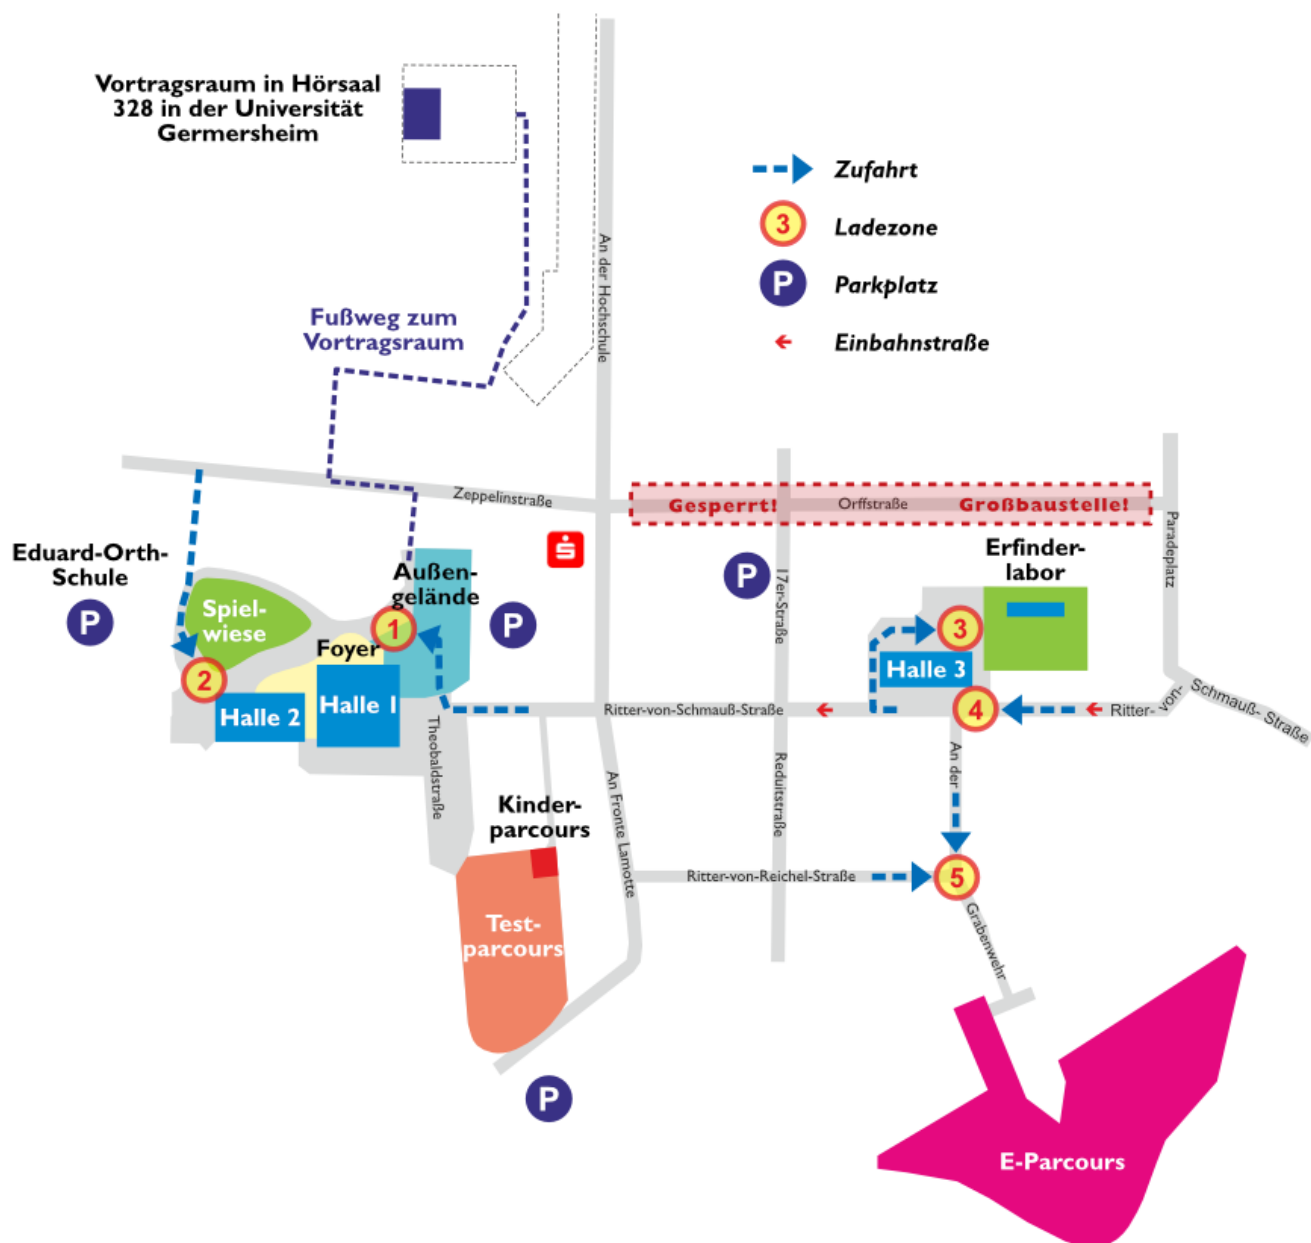 Vortragsraum in Hörsaal
328 in der Universität
Germersheim
Zufahrt
3
Ladezone
P
Parkplatz
Einbahnstraße
An der Hochschule
Fußweg zum
Vortragsraum
Zeppelinstraße
Gesperrt!
Orffstraße
Großbaustelle!
Paradeplatz
Eduard-Orth-
Schule
P
Außen-
gelände
P
17er-Straße
P
Erfinder-
labor
Spiel-
wiese
1
Foyer
2
Halle 2
Halle 1
3
Halle 3
4
Ritter-von-Schmauß-Straße
Ritter-
von-
Schmauß- Straße
Theobaldstraße
An Fronte Lamotte
Reduitstraße
An der
Kinder-
parcours
Ritter-von-Reichel-Straße
5
Grabenwehr
Test-
parcours
P
E-Parcours